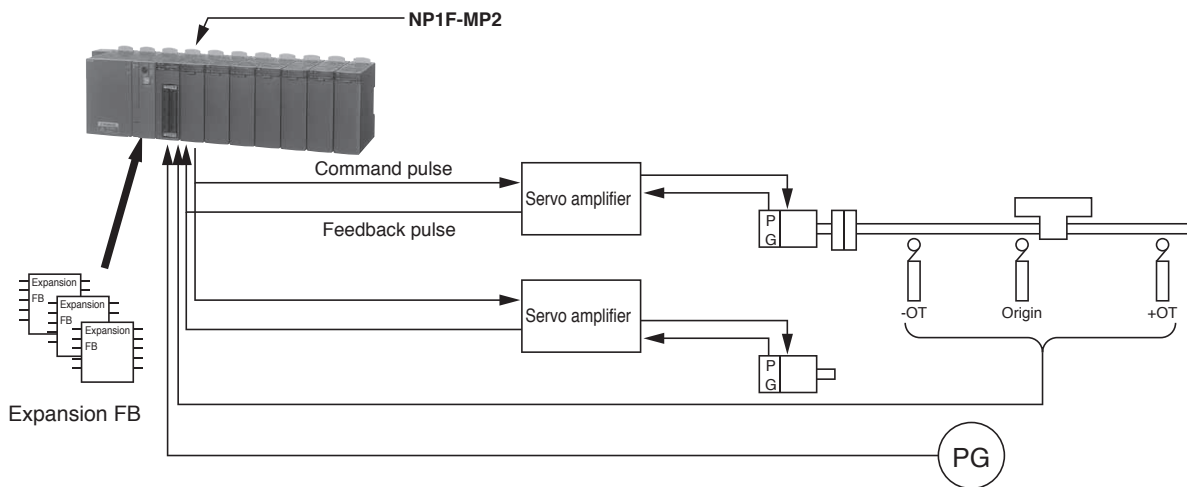 NP1F-MP2
Command pulse
Servo amplifier
Feedback pulse
P
G
-OT
Origin
+OT
Expansion
FB
Expansion
FB
Expansion
FB
Expansion FB
Servo amplifier
P
G
PG